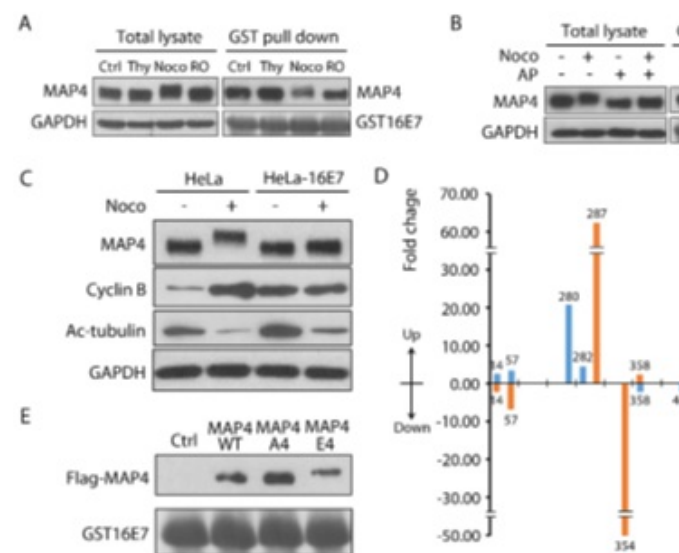 A
Total lysate GST pull down
Ctrl Thy Noco RO Ctrl Thy Noco RO
MAP4 MAP4
GAPDH GST16E7
B
Total lysate
Noco - + - +
AP - - + +
MAP4
GAPDH
C
HeLa HeLa-16E7
Noco - + - +
MAP4
Cyclin B
Ac-tubulin
GAPDH
D
Fold chage
70.00
60.00
30.00
20.00
10.00
0.00
-10.00
-20.00
-30.00
-50.00
Up
Down
287
280
282
14 57 358
14 57 358
354
E
Ctrl MAP4 WT MAP4 A4 MAP4 E4
Flag-MAP4
GST16E7